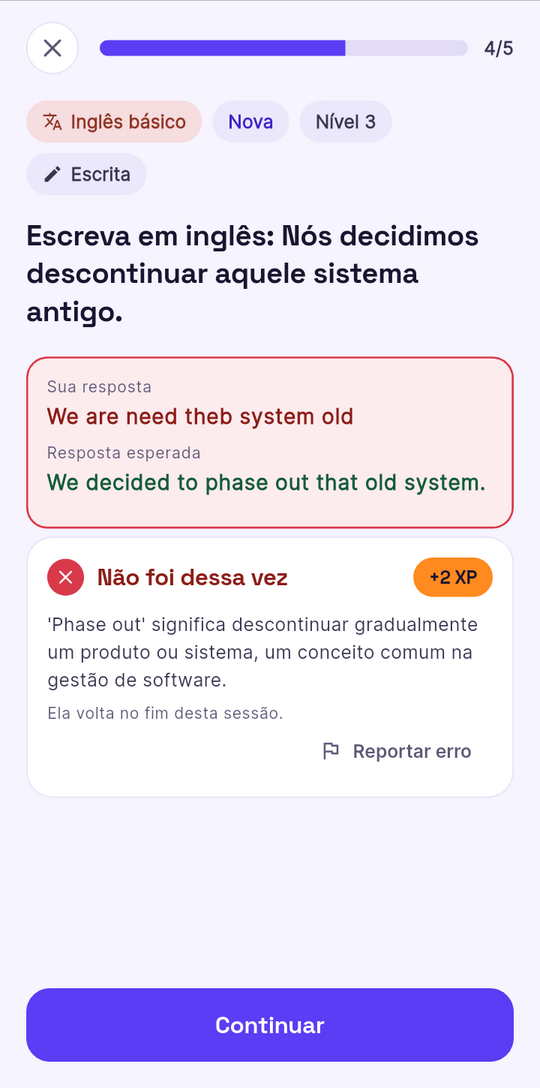 4/5
Inglês básico
Nova
Nível 3
Escrita
Escreva em inglês: Nós decidimos
descontinuar aquele sistema
antigo.
Sua resposta
We are need theb system old
Resposta esperada
We decided to phase out that old system.
Não foi dessa vez
+2 XP
'Phase out' significa descontinuar gradualmente
um produto ou sistema, um conceito comum na
gestão de software.
Ela volta no fim desta sessão.
Reportar erro
Continuar